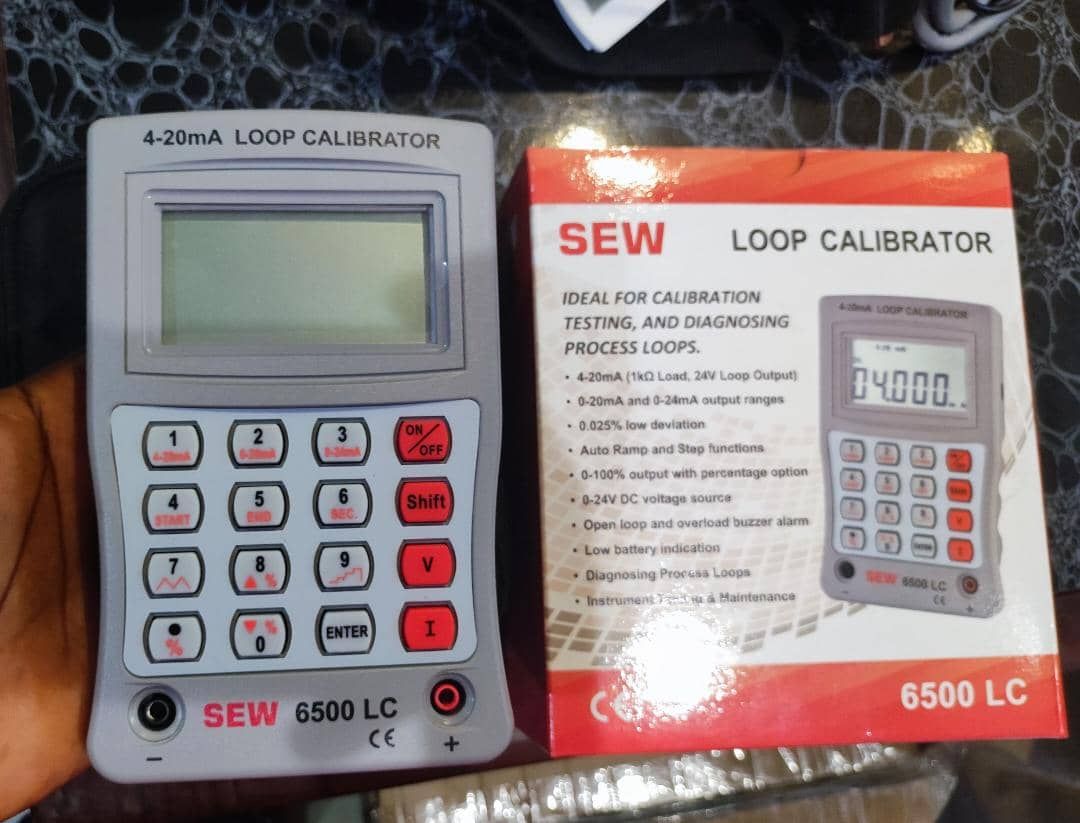 4-20mA LOOP CALIBRATOR
1 2 3 ON/OFF
4-20mA 0-20mA 0-24mA
4 5 6 Shift
START END SEC.
7 8 9 V
▲ %
• ▼ % ENTER I
% 0
SEW 6500 LC
CE
− +
SEW LOOP CALIBRATOR
IDEAL FOR CALIBRATION
TESTING, AND DIAGNOSING
PROCESS LOOPS.
• 4-20mA (1kΩ Load, 24V Loop Output)
• 0-20mA and 0-24mA output ranges
• 0.025% low deviation
• Auto Ramp and Step functions
• 0-100% output with percentage option
• 0-24V DC voltage source
• Open loop and overload buzzer alarm
• Low battery indication
• Diagnosing Process Loops
• Instrument & Maintenance
4-20mA LOOP CALIBRATOR
04.000
ENTER
SEW 6500 LC
CE
− +
CE
6500 LC